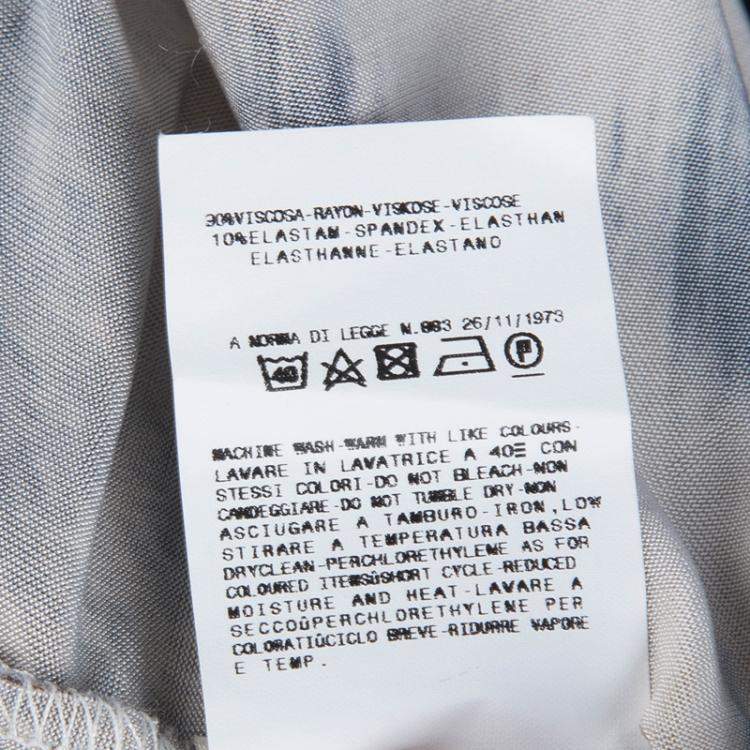 90%VISCOSA-RAYON-VISKOSE-VISCOSE
10%ELASTAM-SPANDEX-ELASTHAN
ELASTHANNE-ELASTANO
A NORMA DI LEGGE N.883 26/11/1973
40
P
MACHINE WASH-WARM WITH LIKE COLOURS-
LAVARE IN LAVATRICE A 40Ξ CON
STESSI COLORI-DO NOT BLEACH-NON
CANDEGGIARE-DO NOT TUMBLE DRY-NON
ASCIUGARE A TAMBURO-IRON,LOW
STIRARE A TEMPERATURA BASSA
DRYCLEAN-PERCHLORETHYLENE AS FOR
COLOURED ITEMSûSHORT CYCLE-REDUCED
MOISTURE AND HEAT-LAVARE A
SECCOûPERCHLORETHYLENE PER
COLORATIûCICLO BREVE-RIDURRE VAPORE
E TEMP.